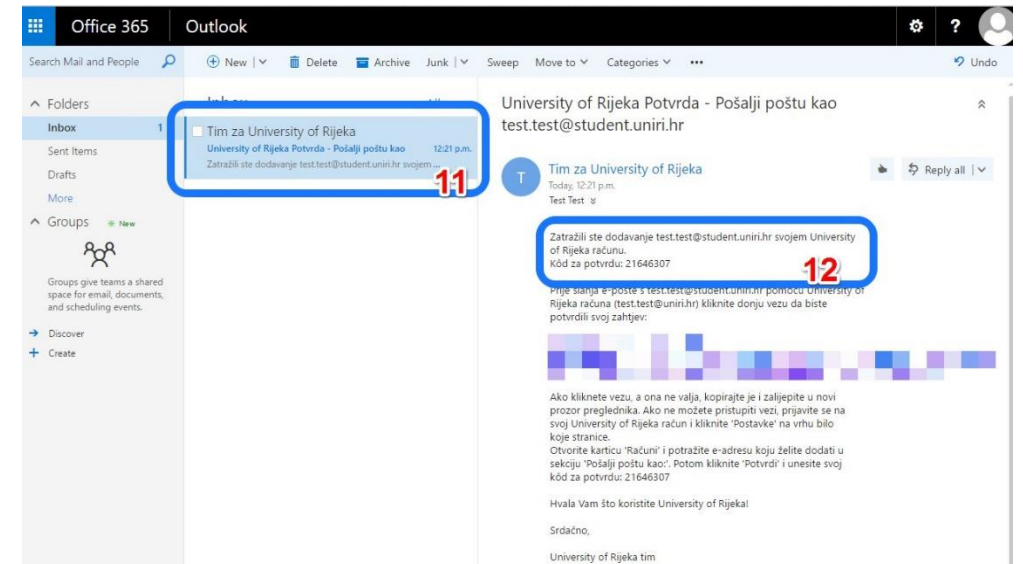 Office 365 Outlook ?
Search Mail and People New Delete Archive Junk Sweep Move to Categories ••• Undo
Folders
Inbox 1
Sent Items
Drafts
More
Groups New
Groups give teams a shared
space for email, documents,
and scheduling events.
Discover
Create
Tim za University of Rijeka
University of Rijeka Potvrda - Pošalji poštu kao 12:21 p.m.
Zatražili ste dodavanje test.test@student.uniri.hr svojem ...
11
University of Rijeka Potvrda - Pošalji poštu kao
test.test@student.uniri.hr
T
Tim za University of Rijeka
Today, 12:21 p.m.
Test Test
Reply all
Zatražili ste dodavanje test.test@student.uniri.hr svojem University
of Rijeka računu.
Kôd za potvrdu: 21646307
12
Prije slanja e-pošte s test.test@student.uniri.hr pomoću University of
Rijeka računa (test.test@uniri.hr) kliknite donju vezu da biste
potvrdili svoj zahtjev:
Ako kliknete vezu, a ona ne valja, kopirajte je i zalijepite u novi
prozor preglednika. Ako ne možete pristupiti vezi, prijavite se na
svoj University of Rijeka račun i kliknite 'Postavke' na vrhu bilo
koje stranice.
Otvorite karticu 'Računi' i potražite e-adresu koju želite dodati u
sekciju 'Pošalji poštu kao:'. Potom kliknite 'Potvrdi' i unesite svoj
kôd za potvrdu: 21646307
Hvala Vam što koristite University of Rijeka!
Srdačno,
University of Rijeka tim